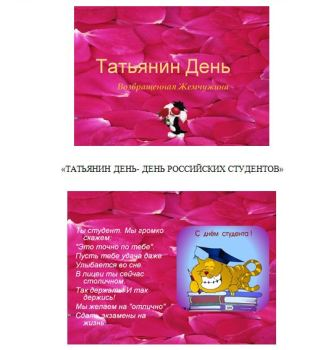 Татьянин День
Возвращенная Жемчужина
«ТАТЬЯНИН ДЕНЬ- ДЕНЬ РОССИЙСКИХ СТУДЕНТОВ»
Ты студент. Мы громко
скажем:
"Это точно по тебе".
Пусть тебе удача даже
Улыбается во сне
В лицеи ты сейчас
столичном.
Так держать! И так
держись!
Мы желаем на "отлично"
Сдать экзамены на
жизнь
С днём студента!